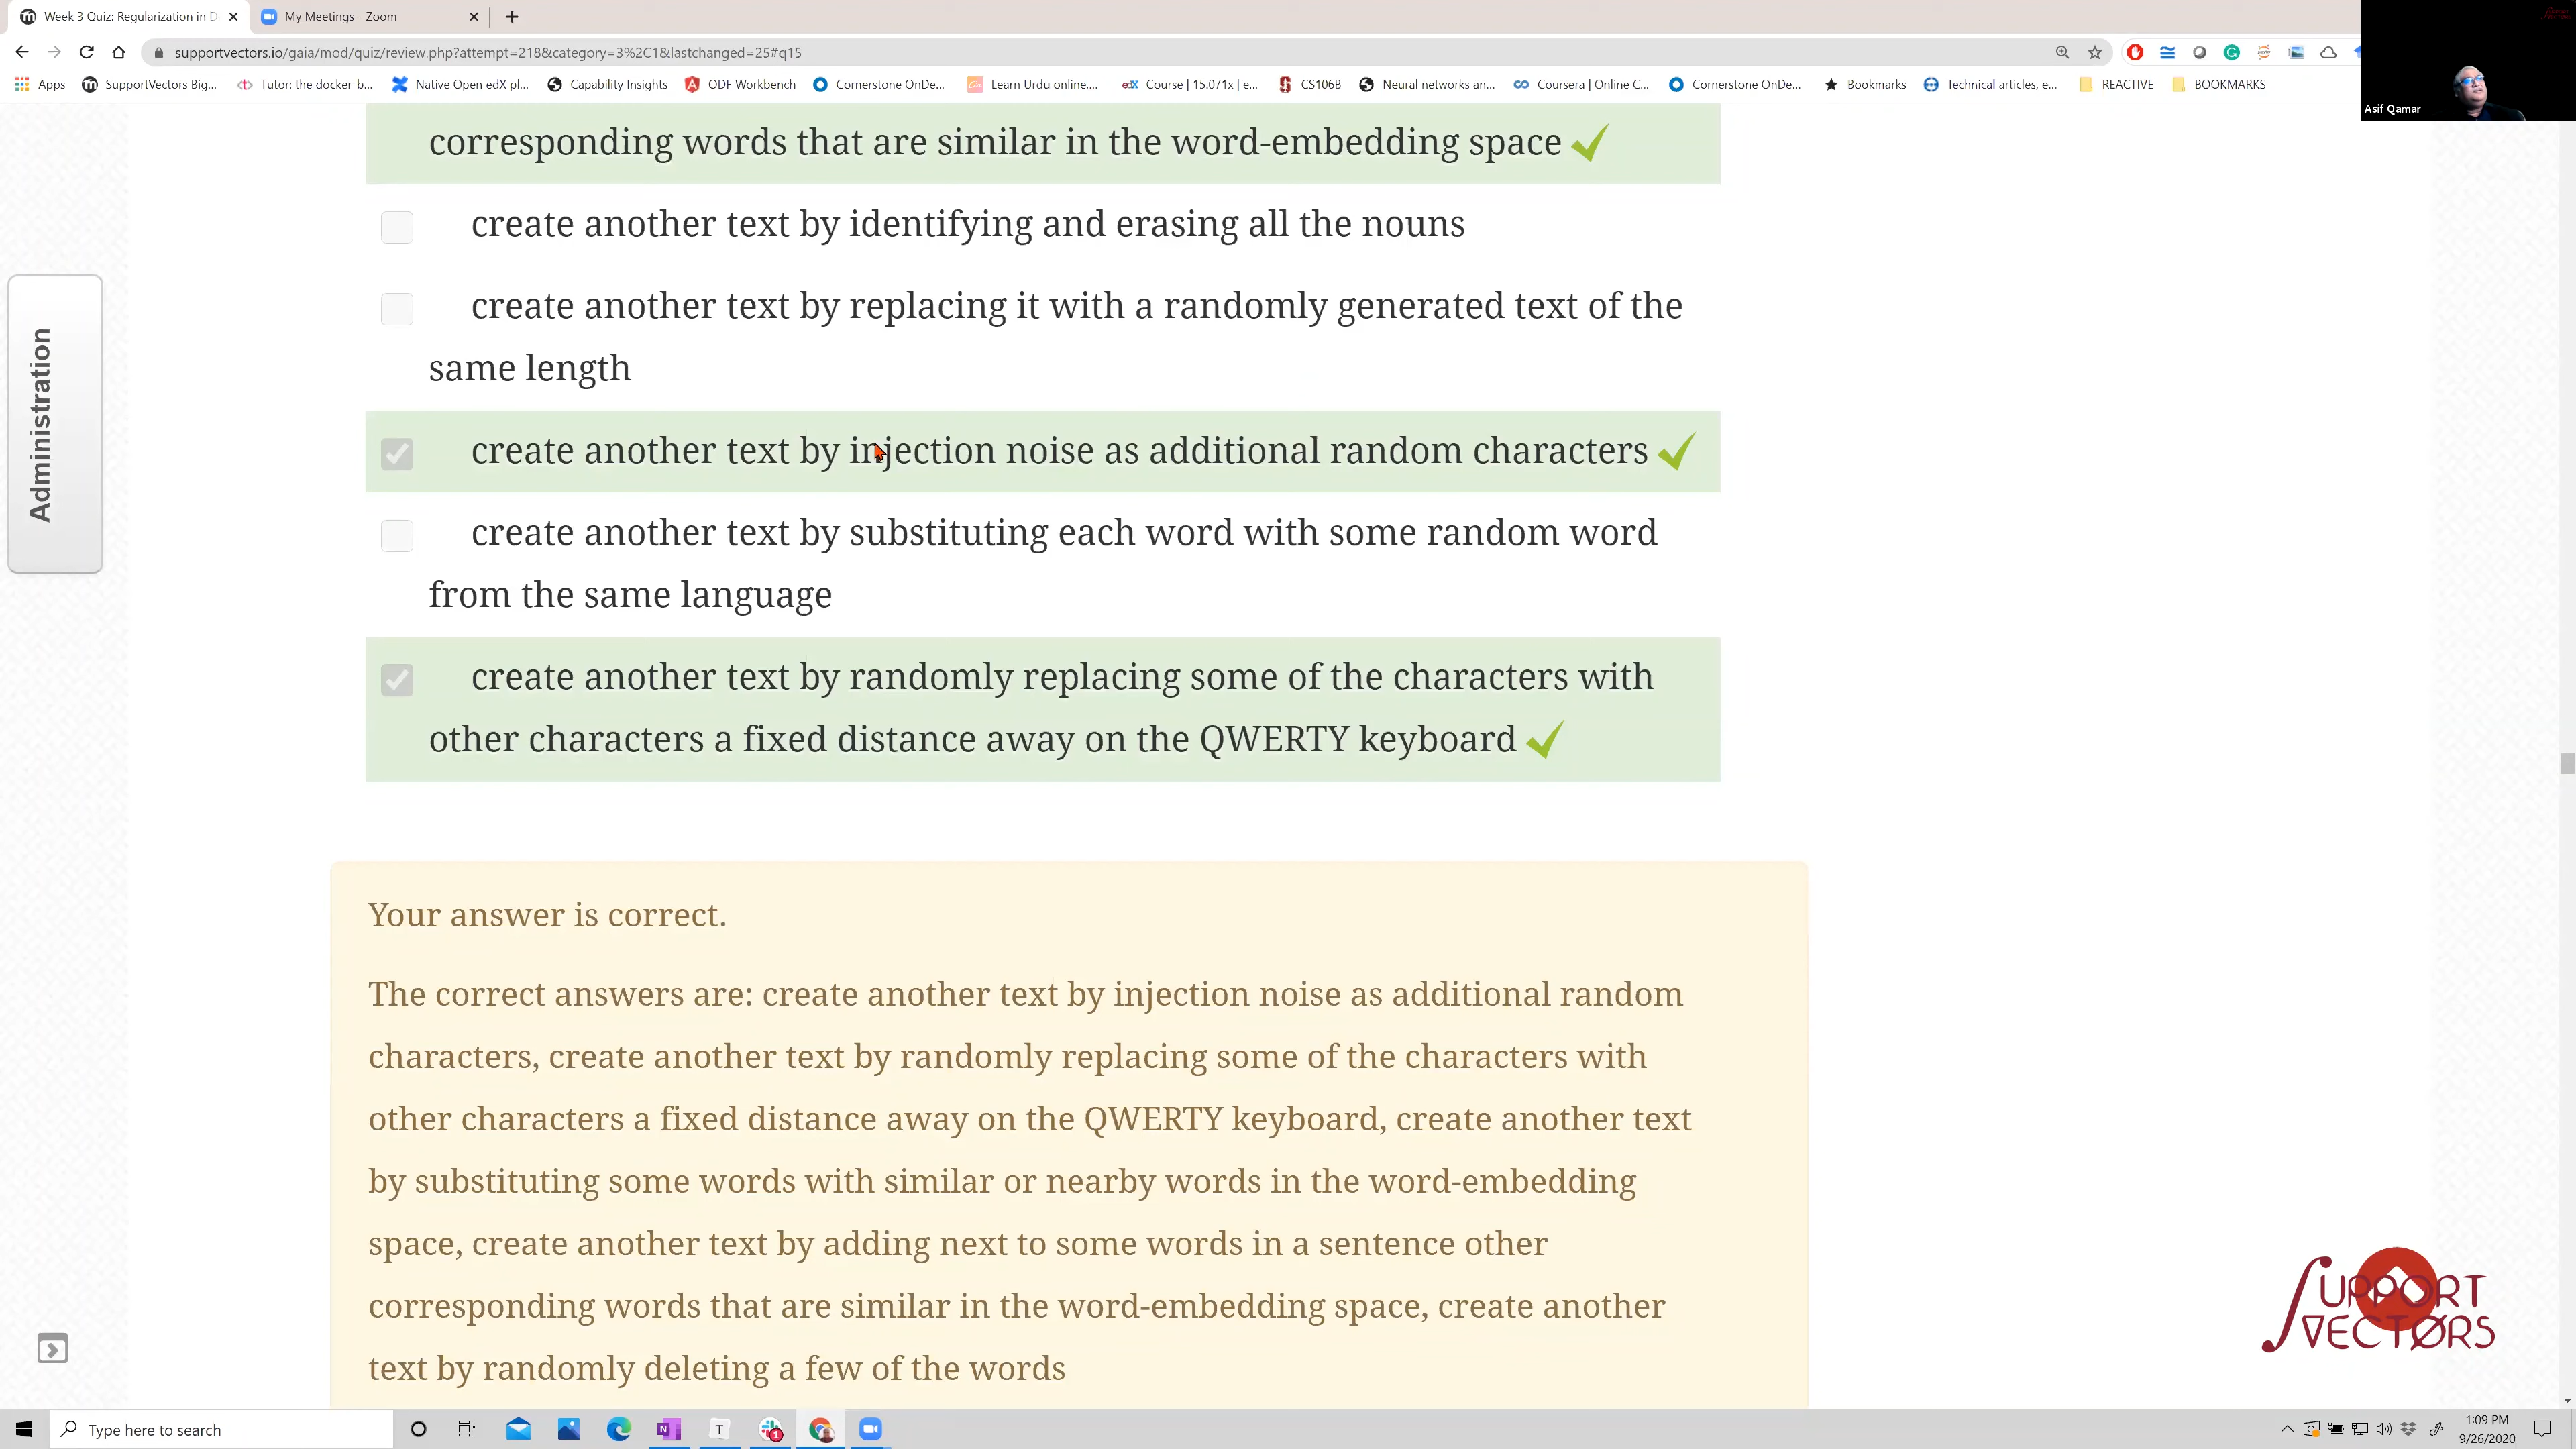 Week 3 Quiz: Regularization in D
My Meetings - Zoom
supportvectors.io/gaia/mod/quiz/review.php?attempt=218&category=3%2C1&lastchanged=25#q15
Apps
SupportVectors Big...
Tutor: the docker-b...
Native Open edX pl...
Capability Insights
ODF Workbench
Cornerstone OnDe...
Learn Urdu online,...
Course | 15.071x | e...
CS106B
Neural networks an...
Coursera | Online C...
Cornerstone OnDe...
Bookmarks
Technical articles, e...
REACTIVE
BOOKMARKS
Asif Qamar
Administration
corresponding words that are similar in the word-embedding space
create another text by identifying and erasing all the nouns
create another text by replacing it with a randomly generated text of the
same length
create another text by injection noise as additional random characters
create another text by substituting each word with some random word
from the same language
create another text by randomly replacing some of the characters with
other characters a fixed distance away on the QWERTY keyboard
Your answer is correct.
The correct answers are: create another text by injection noise as additional random
characters, create another text by randomly replacing some of the characters with
other characters a fixed distance away on the QWERTY keyboard, create another text
by substituting some words with similar or nearby words in the word-embedding
space, create another text by adding next to some words in a sentence other
corresponding words that are similar in the word-embedding space, create another
text by randomly deleting a few of the words
SUPPORT
VECTORS
Type here to search
1:09 PM
9/26/2020